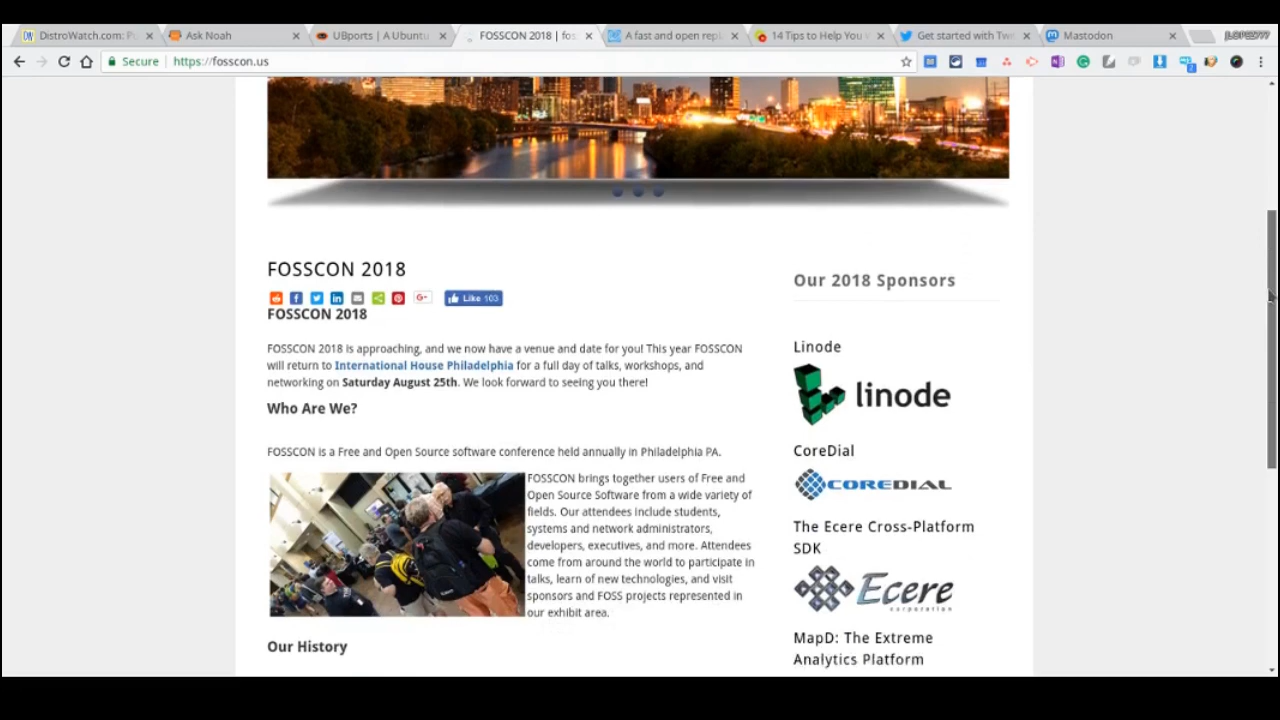 DistroWatch.com: Pu
Ask Noah
UBports | A Ubuntu
FOSSCON 2018 | fos
A fast and open repl
14 Tips to Help You
Get started with Twi
Mastodon
Secure
https://fosscon.us
FOSSCON 2018
Like 103
FOSSCON 2018
FOSSCON 2018 is approaching, and we now have a venue and date for you! This year FOSSCON
will return to International House Philadelphia for a full day of talks, workshops, and
networking on Saturday August 25th. We look forward to seeing you there!
Who Are We?
FOSSCON is a Free and Open Source software conference held annually in Philadelphia PA.
FOSSCON brings together users of Free and
Open Source Software from a wide variety of
fields. Our attendees include students,
systems and network administrators,
developers, executives, and more. Attendees
come from around the world to participate in
talks, learn of new technologies, and visit
sponsors and FOSS projects represented in
our exhibit area.
Our History
Our 2018 Sponsors
Linode
linode
CoreDial
COREDIAL
The Ecere Cross-Platform
SDK
Ecere
corporation
MapD: The Extreme
Analytics Platform